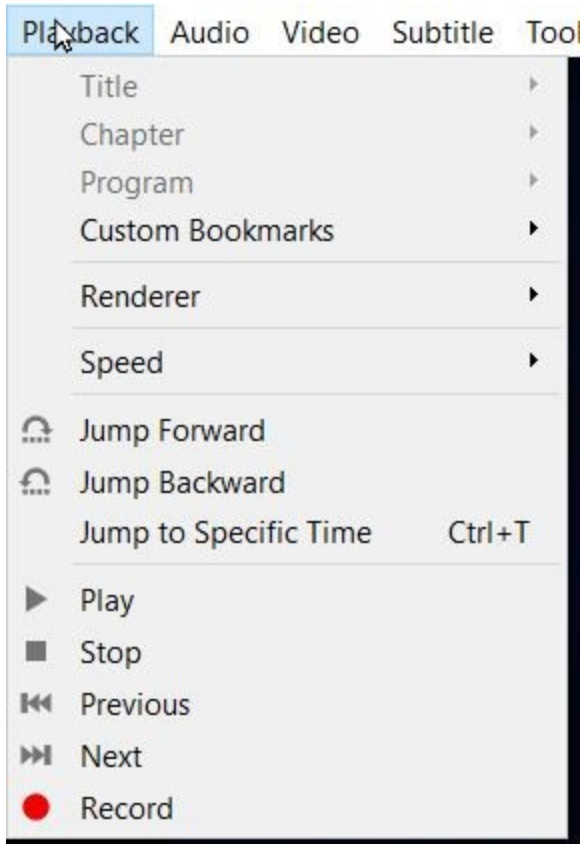 Playback Audio Video Subtitle Tool
Title
Chapter
Program
Custom Bookmarks
Renderer
Speed
Jump Forward
Jump Backward
Jump to Specific Time Ctrl+T
Play
Stop
Previous
Next
Record